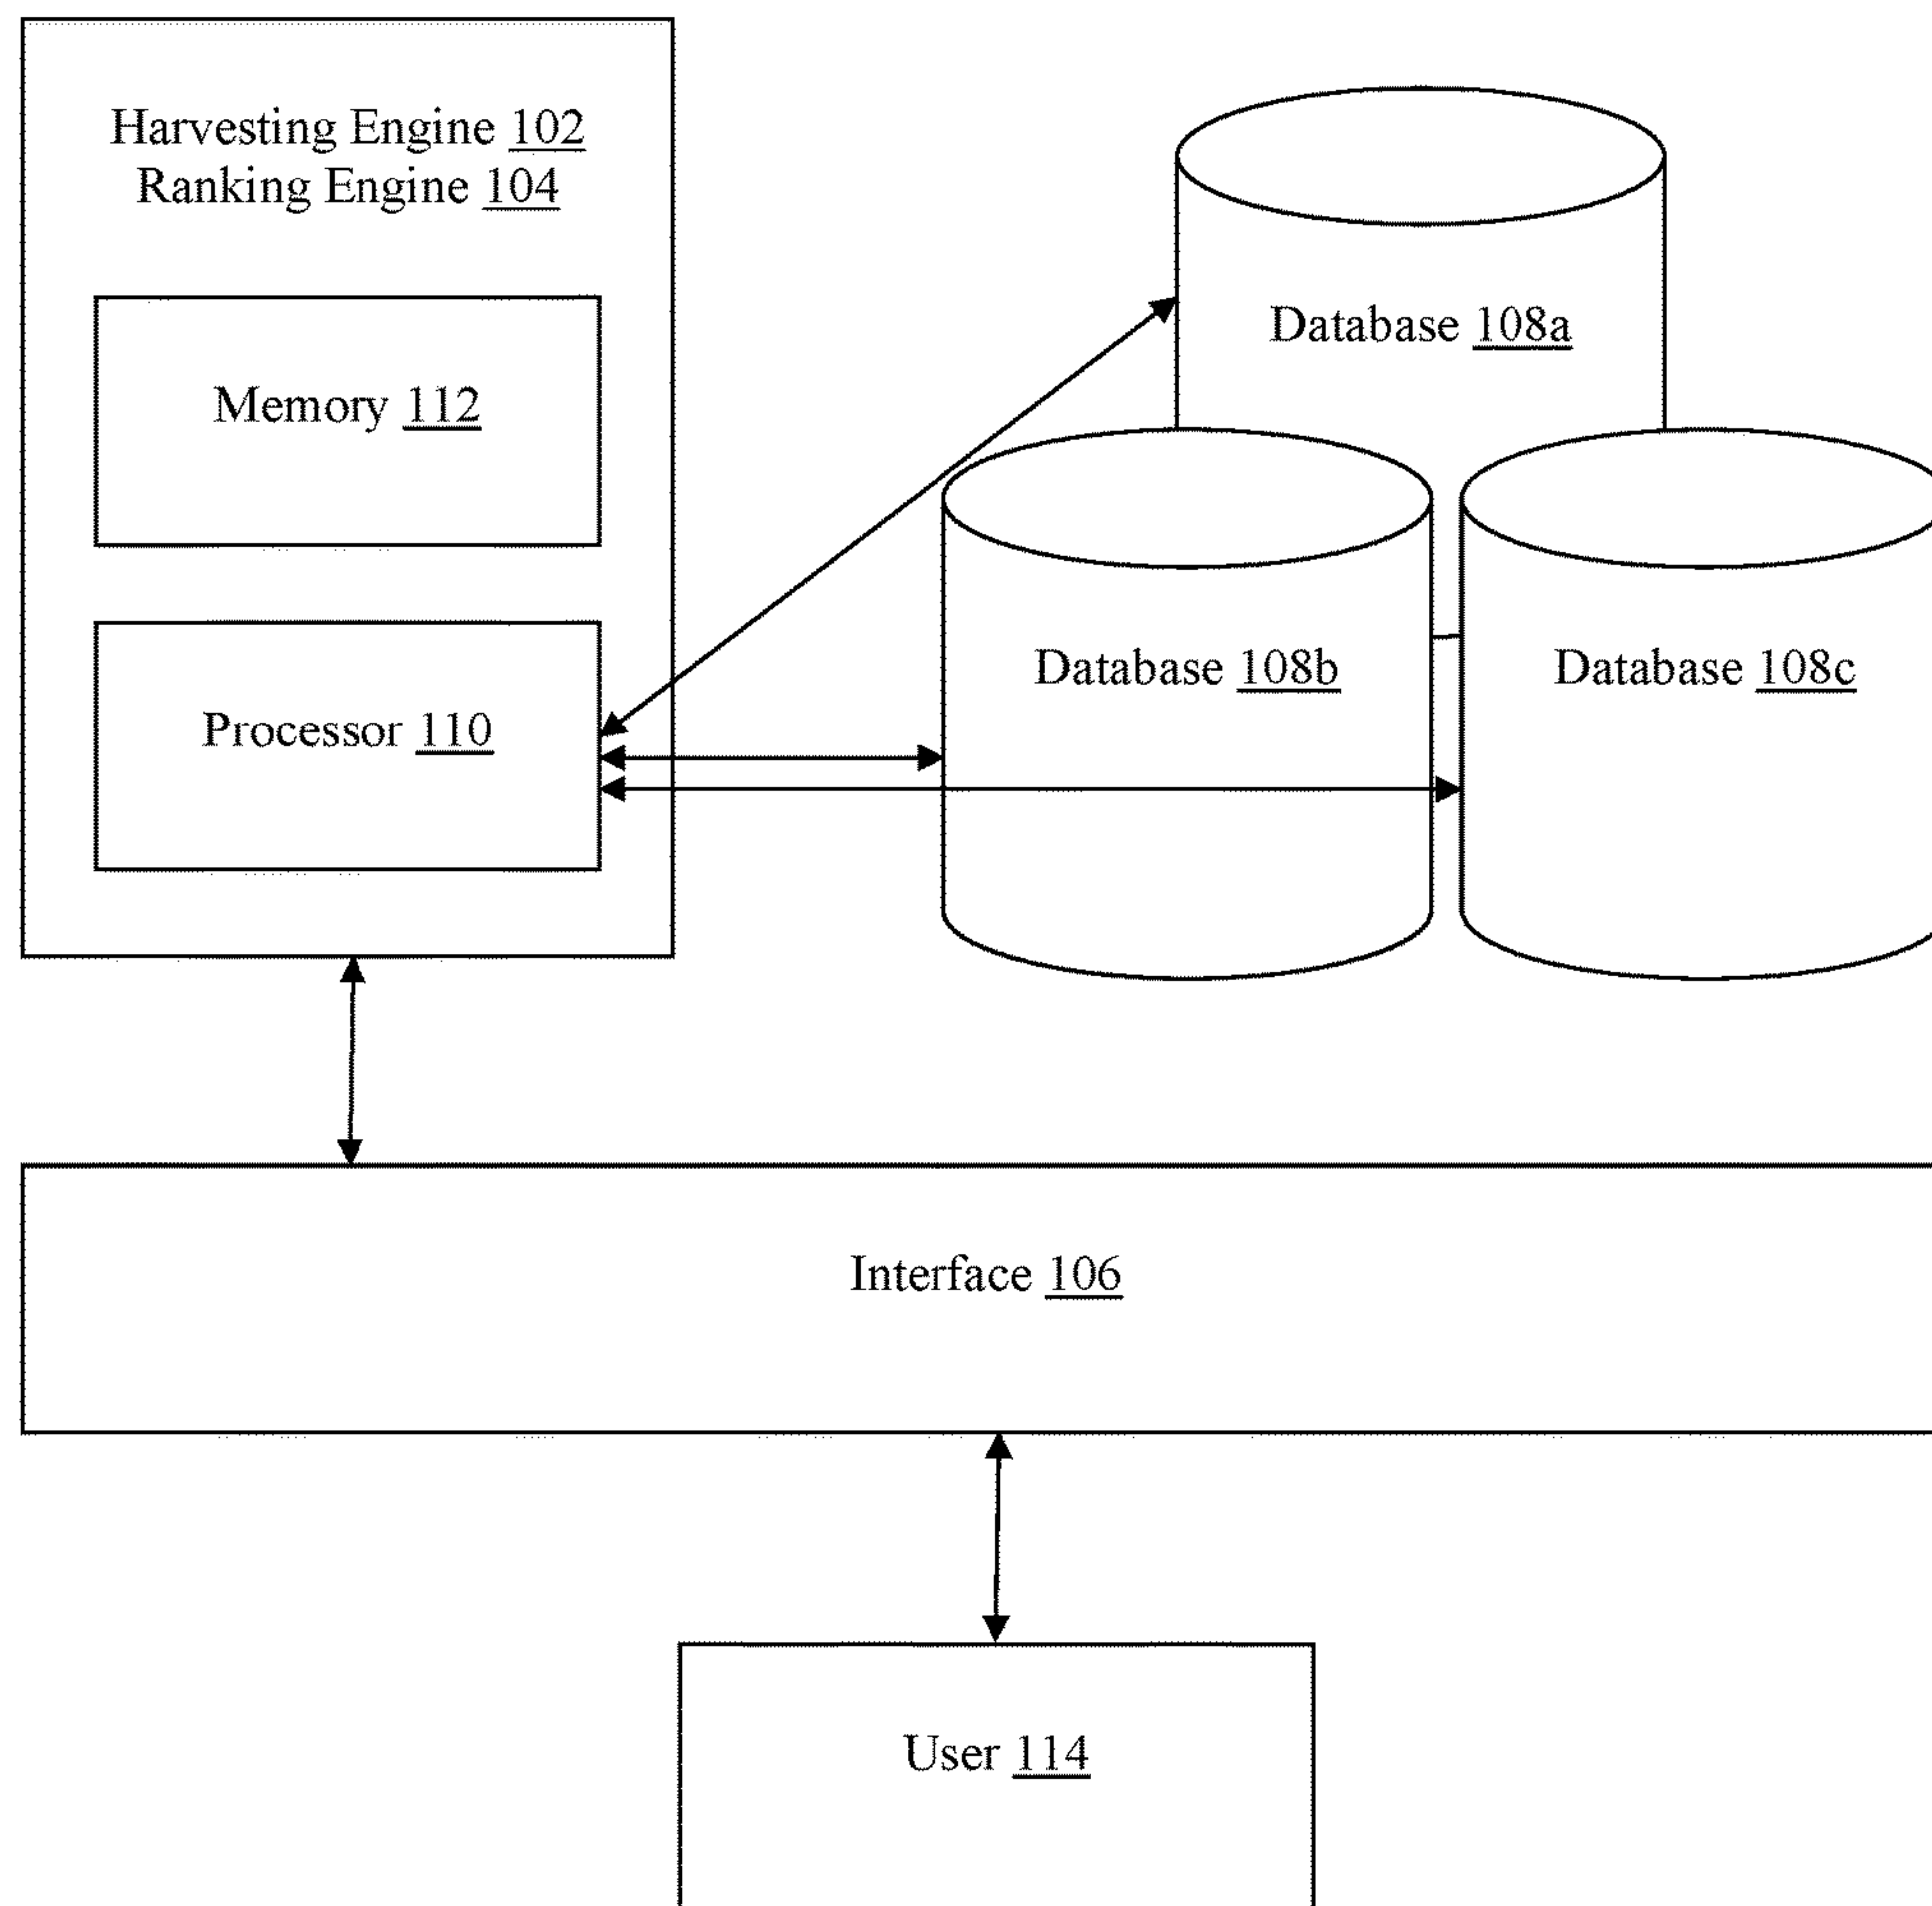 Harvesting Engine 102
Ranking Engine 104
Memory 112
Processor 110
Database 108a
Database 108b
Database 108c
Interface 106
User 114